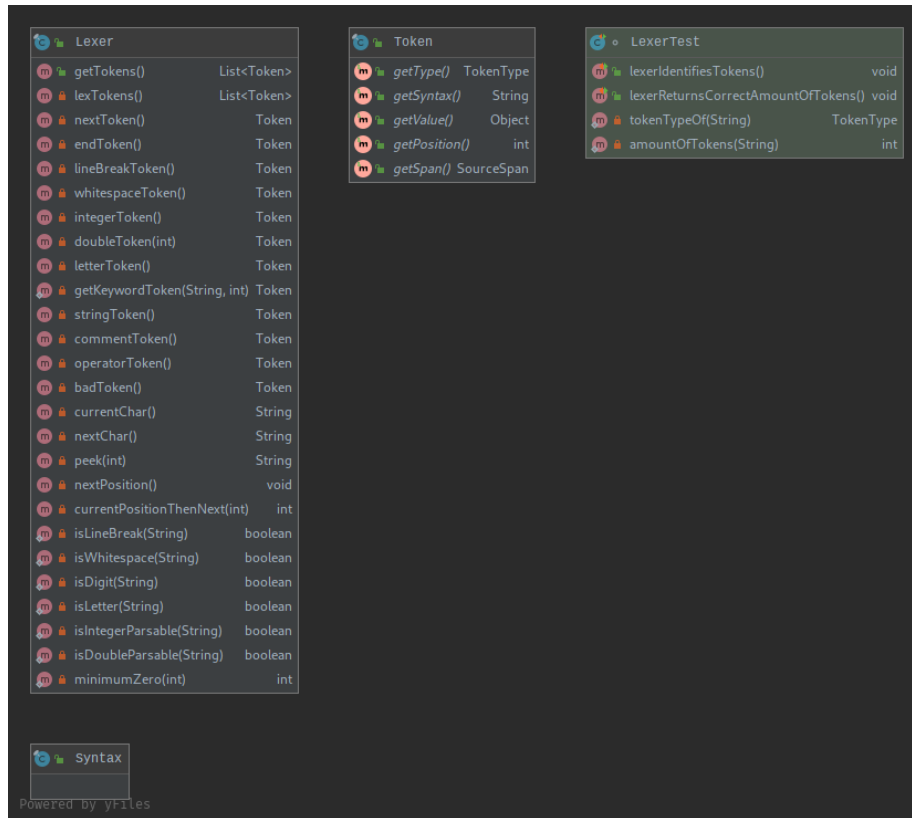 Lexer
getTokens() List<Token>
lexTokens() List<Token>
nextToken() Token
endToken() Token
lineBreakToken() Token
whitespaceToken() Token
integerToken() Token
doubleToken(int) Token
letterToken() Token
getKeywordToken(String, int) Token
stringToken() Token
commentToken() Token
operatorToken() Token
badToken() Token
currentChar() String
nextChar() String
peek(int) String
nextPosition() void
currentPositionThenNext(int) int
isLineBreak(String) boolean
isWhitespace(String) boolean
isDigit(String) boolean
isLetter(String) boolean
isIntegerParsable(String) boolean
isDoubleParsable(String) boolean
minimumZero(int) int
Token
getType() TokenType
getSyntax() String
getValue() Object
getPosition() int
getSpan() SourceSpan
LexerTest
lexerIdentifiesTokens() void
lexerReturnsCorrectAmountOfTokens() void
tokenTypeOf(String) TokenType
amountOfTokens(String) int
Syntax
Powered by yFiles